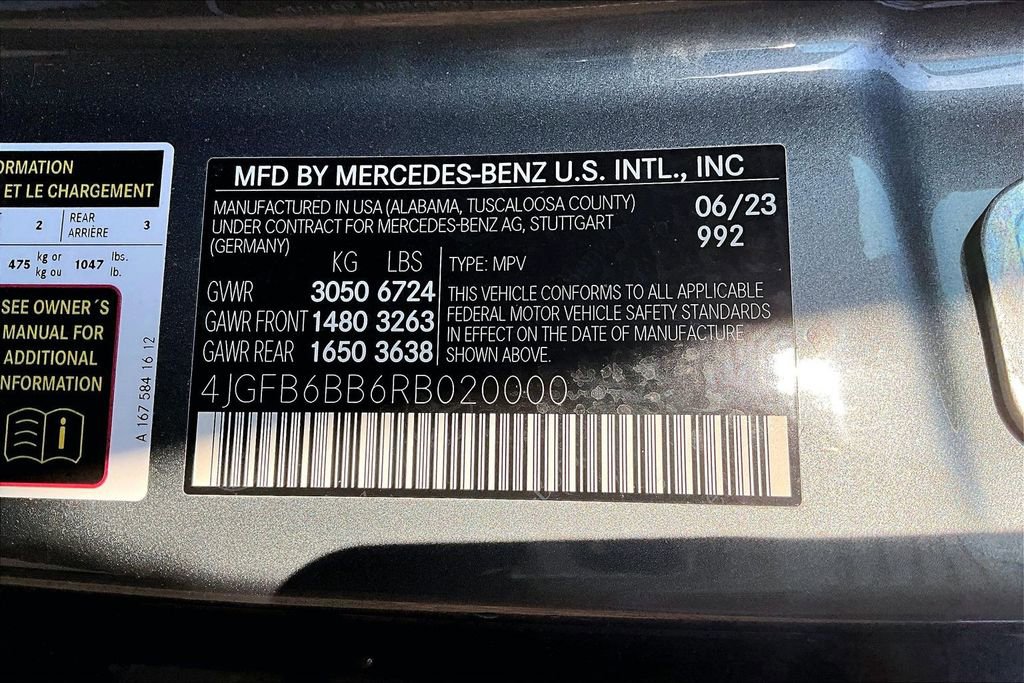 ORMATION
ET LE CHARGEMENT
2 REAR ARRIÈRE 3
475 kg or kg ou 1047 lbs. lb.
SEE OWNER´S
MANUAL FOR
ADDITIONAL
INFORMATION
i
A 167 584 16 12
MFD BY MERCEDES-BENZ U.S. INTL., INC
MANUFACTURED IN USA (ALABAMA, TUSCALOOSA COUNTY)
UNDER CONTRACT FOR MERCEDES-BENZ AG, STUTTGART
(GERMANY)
06/23
992
KG LBS
GVWR 3050 6724
GAWR FRONT 1480 3263
GAWR REAR 1650 3638
TYPE: MPV
THIS VEHICLE CONFORMS TO ALL APPLICABLE
FEDERAL MOTOR VEHICLE SAFETY STANDARDS
IN EFFECT ON THE DATE OF MANUFACTURE
SHOWN ABOVE.
4JGFB6BB6RB020000